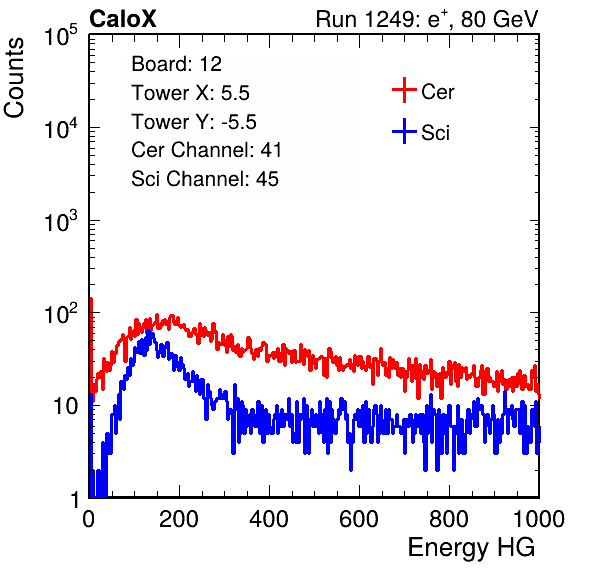 CaloX Run 1249: e⁺, 80 GeV
Board: 12
Tower X: 5.5
Tower Y: -5.5
Cer Channel: 41
Sci Channel: 45
Cer
Sci
Counts
10⁵
10⁴
10³
10²
10
1
0 200 400 600 800 1000
Energy HG